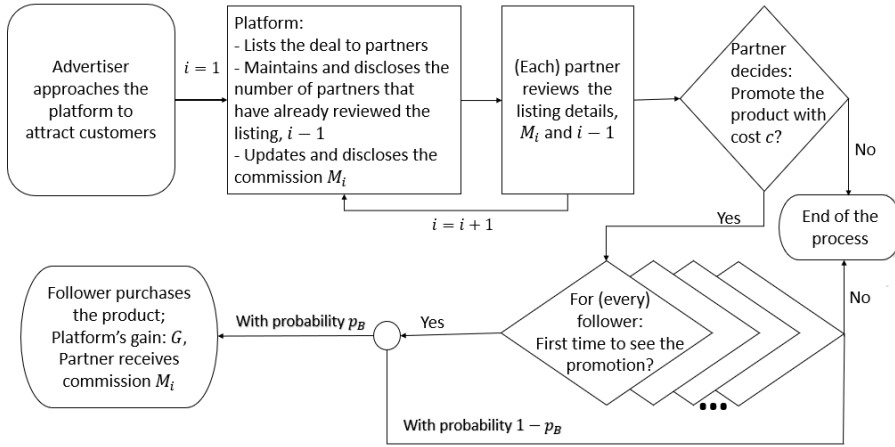 Advertiser
approaches the
platform to
attract customers
i = 1
Platform:
- Lists the deal to partners
- Maintains and discloses the
number of partners that
have already reviewed the
listing, i − 1
- Updates and discloses the
commission Mᵢ
(Each) partner
reviews the
listing details,
Mᵢ and i − 1
i = i + 1
Partner
decides:
Promote the
product with
cost c?
No
Yes
End of the
process
For (every)
follower:
First time to see the
promotion?
No
Yes
With probability p_B
Follower purchases
the product;
Platform's gain: G,
Partner receives
commission Mᵢ
With probability 1 − p_B